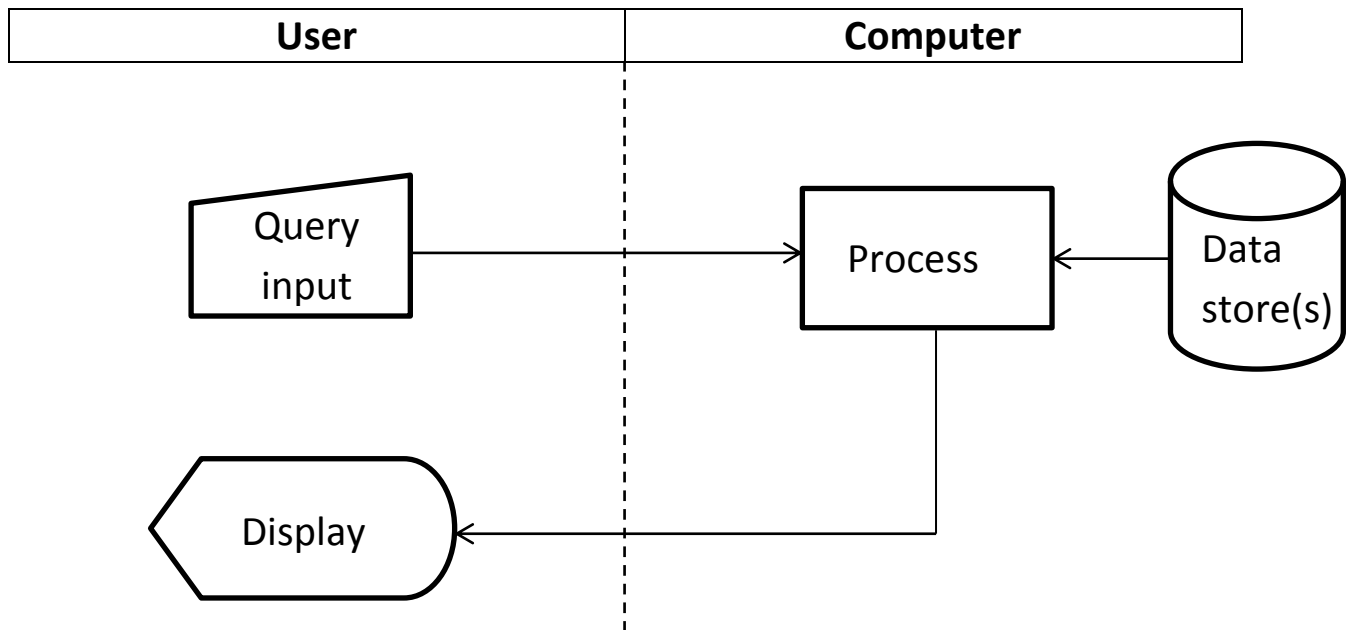 User
Computer
Query
input
Process
Data
store(s)
Display